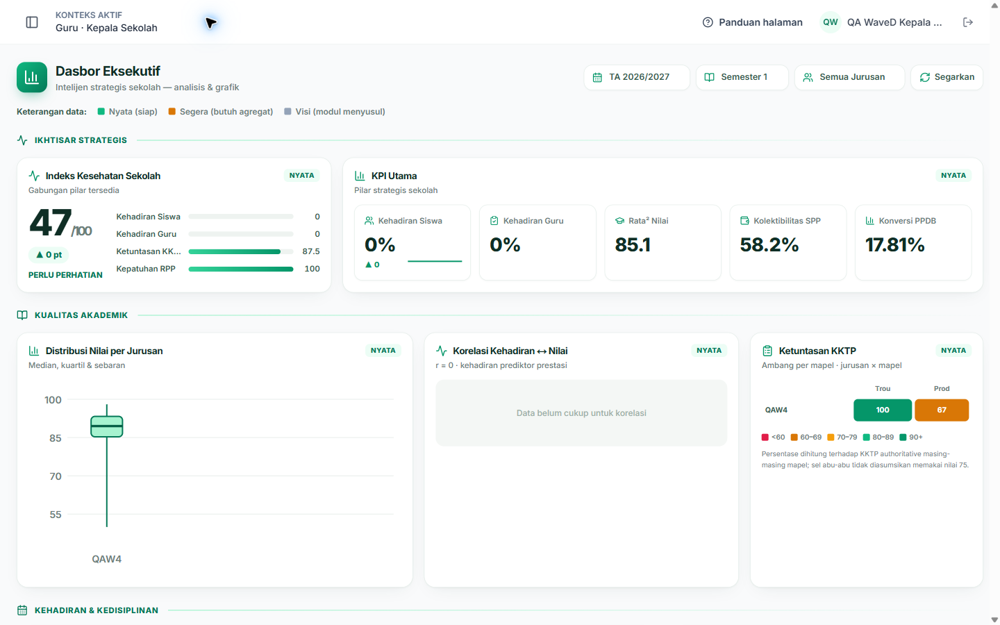 KONTEKS AKTIF
Guru · Kepala Sekolah
Panduan halaman
QW
QA WaveD Kepala ...
Dasbor Eksekutif
Intelijen strategis sekolah — analisis & grafik
TA 2026/2027
Semester 1
Semua Jurusan
Segarkan
Keterangan data:
Nyata (siap)
Segera (butuh agregat)
Visi (modul menyusul)
IKHTISAR STRATEGIS
Indeks Kesehatan Sekolah
NYATA
Gabungan pilar tersedia
47/100
▲ 0 pt
PERLU PERHATIAN
Kehadiran Siswa 0
Kehadiran Guru 0
Ketuntasan KK... 87.5
Kepatuhan RPP 100
KPI Utama
NYATA
Pilar strategis sekolah
Kehadiran Siswa
0%
▲ 0
Kehadiran Guru
0%
Rata² Nilai
85.1
Kolektibilitas SPP
58.2%
Konversi PPDB
17.81%
KUALITAS AKADEMIK
Distribusi Nilai per Jurusan
NYATA
Median, kuartil & sebaran
100
85
70
55
QAW4
Korelasi Kehadiran ↔ Nilai
NYATA
r = 0 · kehadiran prediktor prestasi
Data belum cukup untuk korelasi
Ketuntasan KKTP
NYATA
Ambang per mapel · jurusan × mapel
Trou Prod
QAW4 100 67
<60 60–69 70–79 80–89 90+
Persentase dihitung terhadap KKTP authoritative masing-
masing mapel; sel abu-abu tidak diasumsikan memakai nilai 75.
KEHADIRAN & KEDISIPLINAN